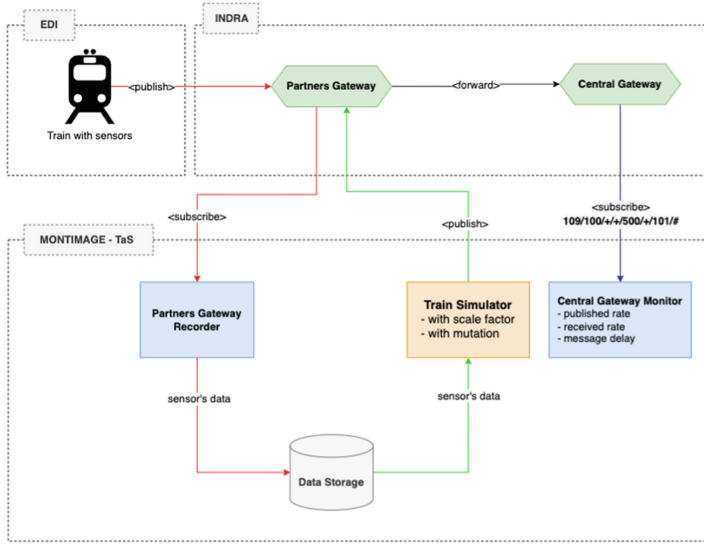 EDI
INDRA
<publish>
Partners Gateway
<forward>
Central Gateway
Train with sensors
<subscribe>
<publish>
<subscribe>
109/100/+/+/500/+/101/#
MONTIMAGE - TaS
Partners Gateway
Recorder
Train Simulator
- with scale factor
- with mutation
Central Gateway Monitor
- published rate
- received rate
- message delay
sensor's data
sensor's data
Data Storage